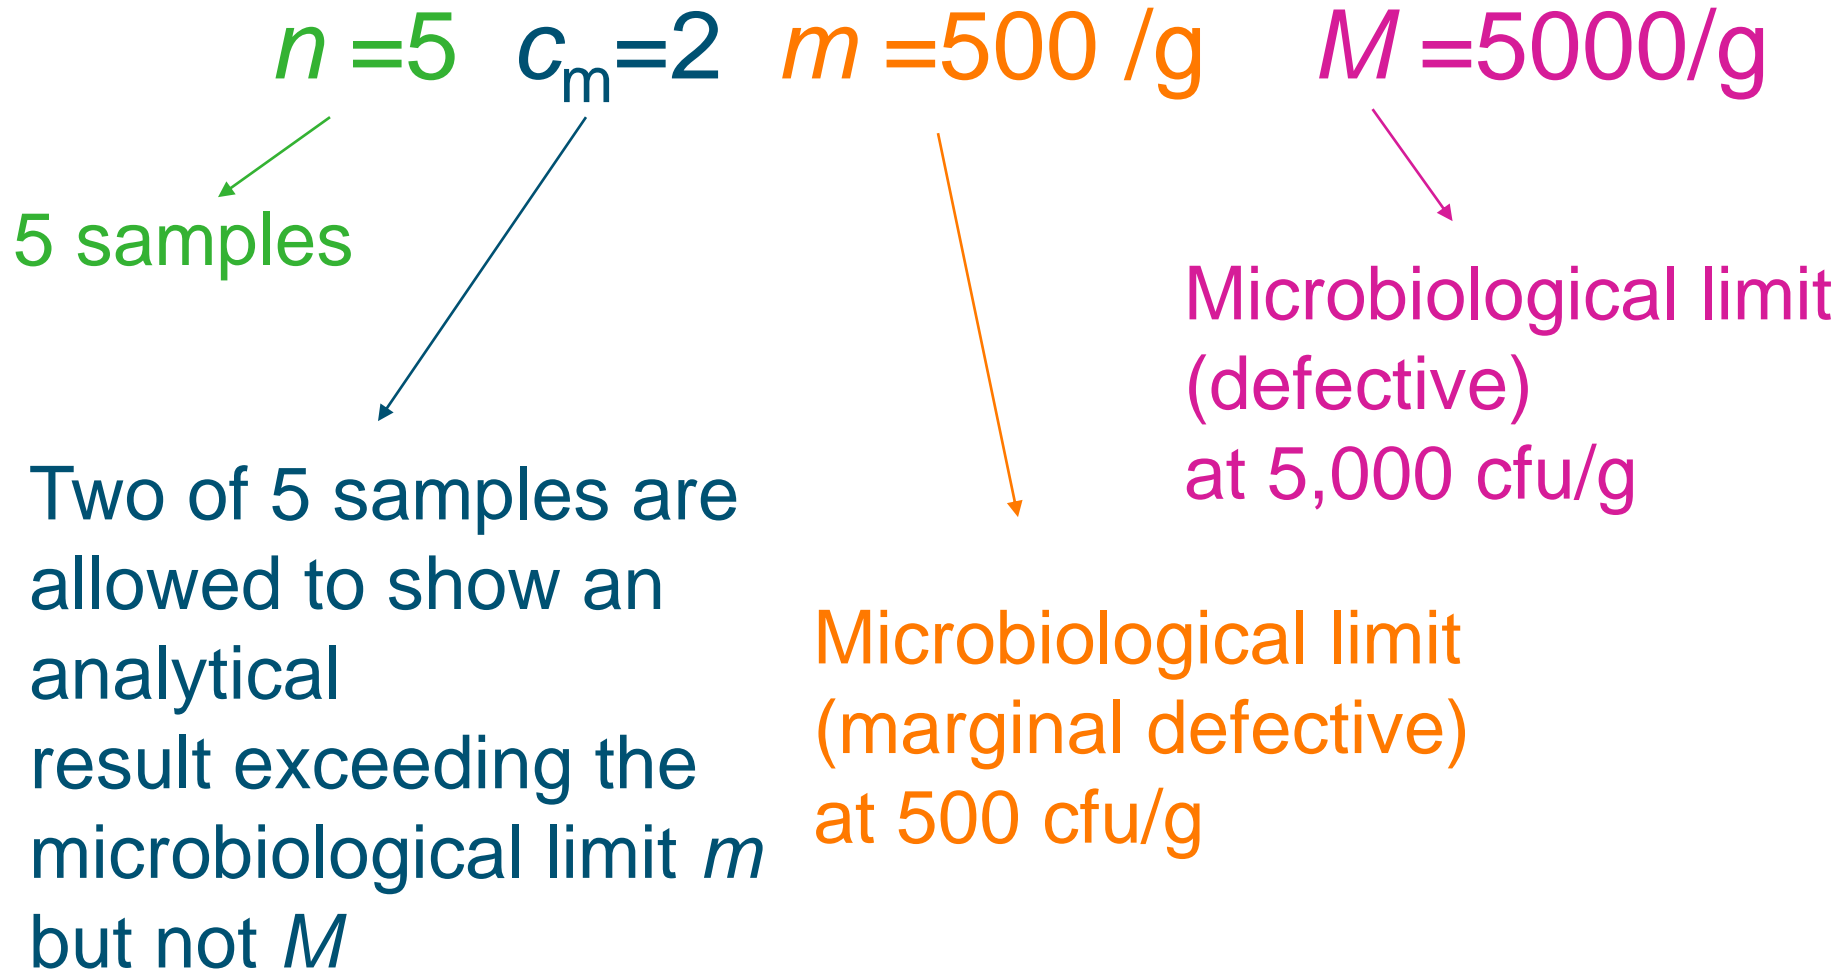 n =5 cm=2 m =500 /g M =5000/g
5 samples
Two of 5 samples are
allowed to show an
analytical
result exceeding the
microbiological limit m
but not M
Microbiological limit
(marginal defective)
at 500 cfu/g
Microbiological limit
(defective)
at 5,000 cfu/g